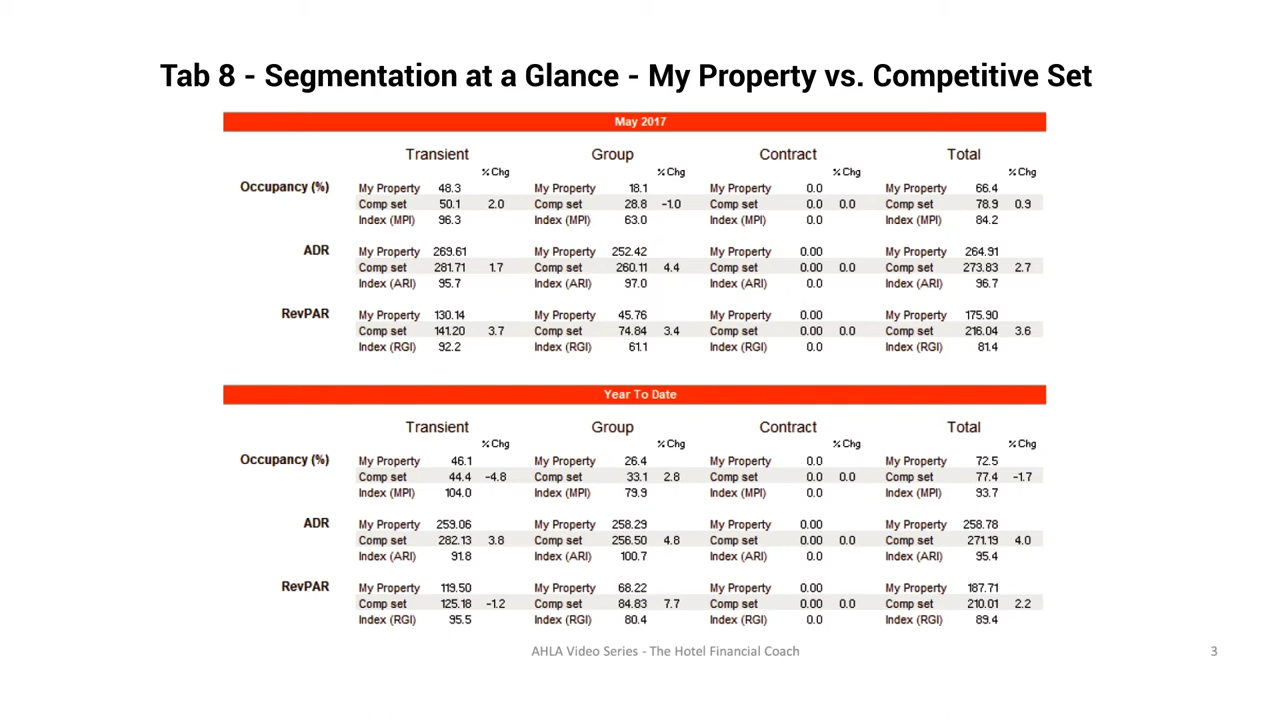 Tab 8 - Segmentation at a Glance - My Property vs. Competitive Set
May 2017
Transient Group Contract Total
% Chg % Chg % Chg % Chg
Occupancy (%) My Property 48.3 My Property 18.1 My Property 0.0 My Property 66.4
Comp set 50.1 2.0 Comp set 28.8 -1.0 Comp set 0.0 0.0 Comp set 78.9 0.9
Index (MPI) 96.3 Index (MPI) 63.0 Index (MPI) 0.0 Index (MPI) 84.2
ADR My Property 269.61 My Property 252.42 My Property 0.00 My Property 264.91
Comp set 281.71 1.7 Comp set 260.11 4.4 Comp set 0.00 0.0 Comp set 273.83 2.7
Index (ARI) 95.7 Index (ARI) 97.0 Index (ARI) 0.0 Index (ARI) 96.7
RevPAR My Property 130.14 My Property 45.76 My Property 0.00 My Property 175.90
Comp set 141.20 3.7 Comp set 74.84 3.4 Comp set 0.00 0.0 Comp set 216.04 3.6
Index (RGI) 92.2 Index (RGI) 61.1 Index (RGI) 0.0 Index (RGI) 81.4
Year To Date
Transient Group Contract Total
% Chg % Chg % Chg % Chg
Occupancy (%) My Property 46.1 My Property 26.4 My Property 0.0 My Property 72.5
Comp set 44.4 -4.8 Comp set 33.1 2.8 Comp set 0.0 0.0 Comp set 77.4 -1.7
Index (MPI) 104.0 Index (MPI) 79.9 Index (MPI) 0.0 Index (MPI) 93.7
ADR My Property 259.06 My Property 258.29 My Property 0.00 My Property 258.78
Comp set 282.13 3.8 Comp set 256.50 4.8 Comp set 0.00 0.0 Comp set 271.19 4.0
Index (ARI) 91.8 Index (ARI) 100.7 Index (ARI) 0.0 Index (ARI) 95.4
RevPAR My Property 119.50 My Property 68.22 My Property 0.00 My Property 187.71
Comp set 125.18 -1.2 Comp set 84.83 7.7 Comp set 0.00 0.0 Comp set 210.01 2.2
Index (RGI) 95.5 Index (RGI) 80.4 Index (RGI) 0.0 Index (RGI) 89.4
AHLA Video Series - The Hotel Financial Coach 3